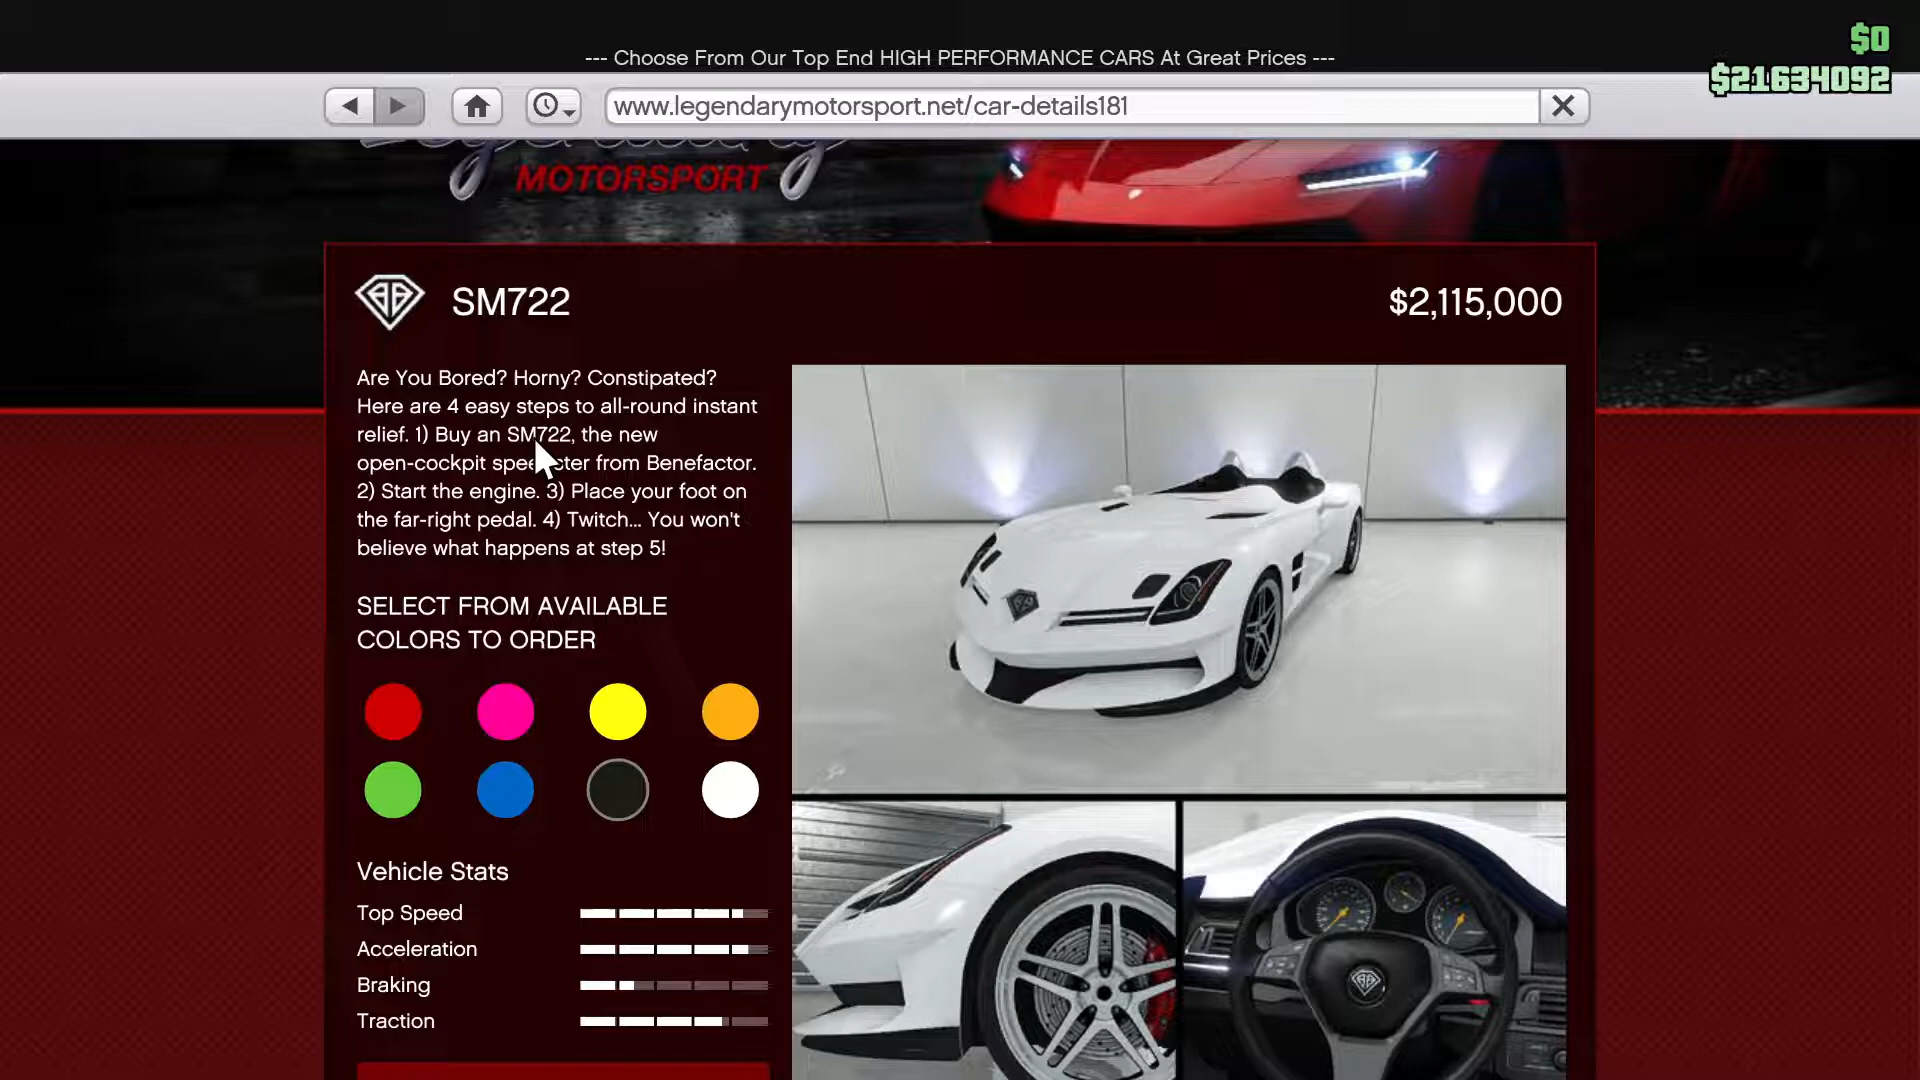 $0
--- Choose From Our Top End HIGH PERFORMANCE CARS At Great Prices ---
$21634092
www.legendarymotorsport.net/car-details181
MOTORSPORT
SM722
$2,115,000
Are You Bored? Horny? Constipated?
Here are 4 easy steps to all-round instant
relief. 1) Buy an SM722, the new
open-cockpit speedster from Benefactor.
2) Start the engine. 3) Place your foot on
the far-right pedal. 4) Twitch... You won't
believe what happens at step 5!
SELECT FROM AVAILABLE
COLORS TO ORDER
Vehicle Stats
Top Speed
Acceleration
Braking
Traction